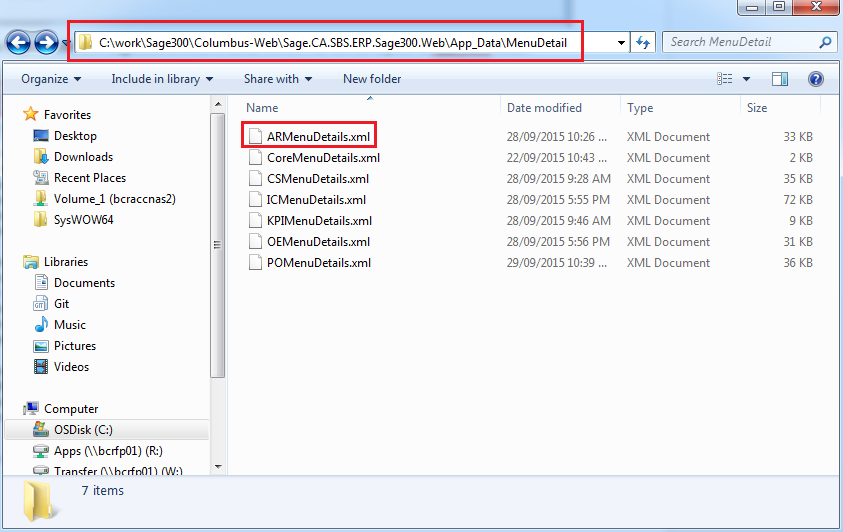 C:\work\Sage300\Columbus-Web\Sage.CA.SBS.ERP.Sage300.Web\App_Data\MenuDetail
Search MenuDetail
Organize Include in library Share with New folder
Favorites
Desktop
Downloads
Recent Places
Volume_1 (bcraccnas2)
SysWOW64
Libraries
Documents
Git
Music
Pictures
Videos
Computer
OSDisk (C:)
Apps (\\bcrfp01) (R:)
Transfer (\\bcrfp01) (W:)
Name Date modified Type Size
ARMenuDetails.xml 28/09/2015 10:26 ... XML Document 33 KB
CoreMenuDetails.xml 22/09/2015 10:43 ... XML Document 2 KB
CSMenuDetails.xml 28/09/2015 9:28 AM XML Document 35 KB
ICMenuDetails.xml 28/09/2015 5:55 PM XML Document 72 KB
KPIMenuDetails.xml 28/09/2015 9:46 AM XML Document 9 KB
OEMenuDetails.xml 28/09/2015 5:56 PM XML Document 31 KB
POMenuDetails.xml 29/09/2015 10:39 ... XML Document 36 KB
7 items